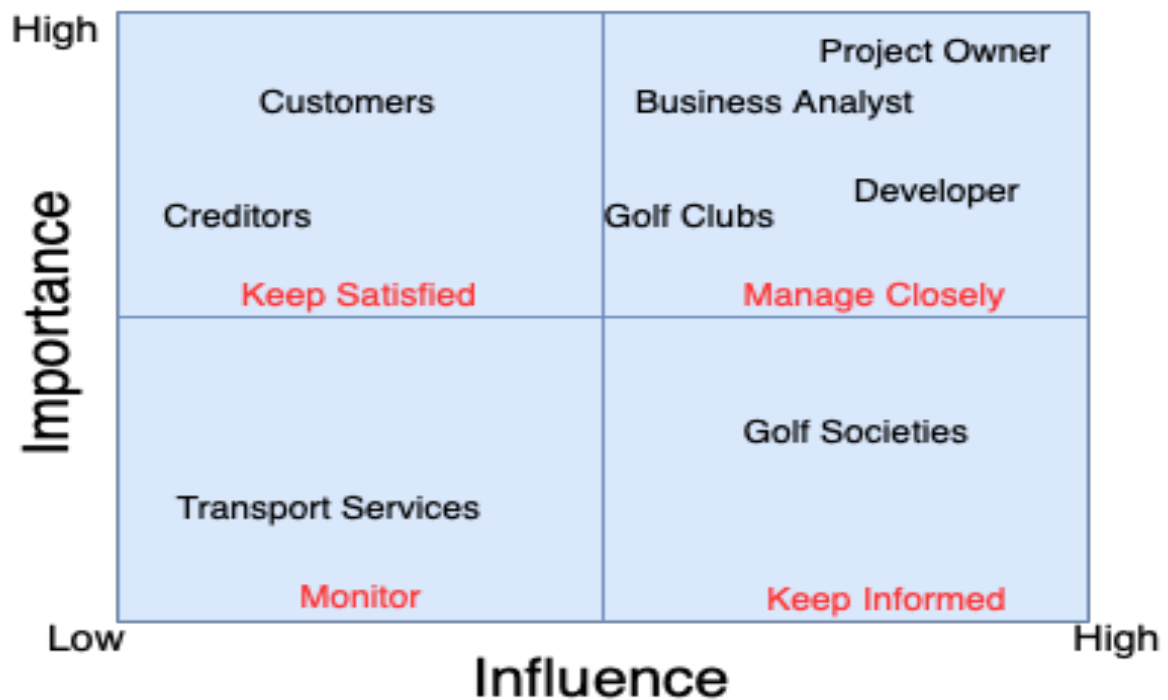 High
Project Owner
Customers
Business Analyst
Developer
Creditors
Golf Clubs
Keep Satisfied
Manage Closely
Importance
Golf Societies
Transport Services
Monitor
Keep Informed
Low
High
Influence